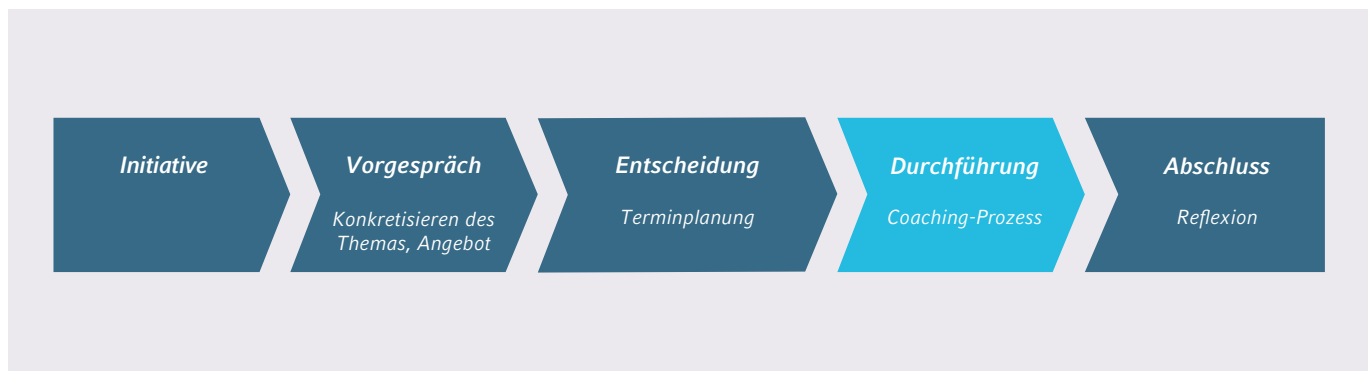 Initiative
Vorgespräch
Konkretisieren des
Themas, Angebot
Entscheidung
Terminplanung
Durchführung
Coaching-Prozess
Abschluss
Reflexion